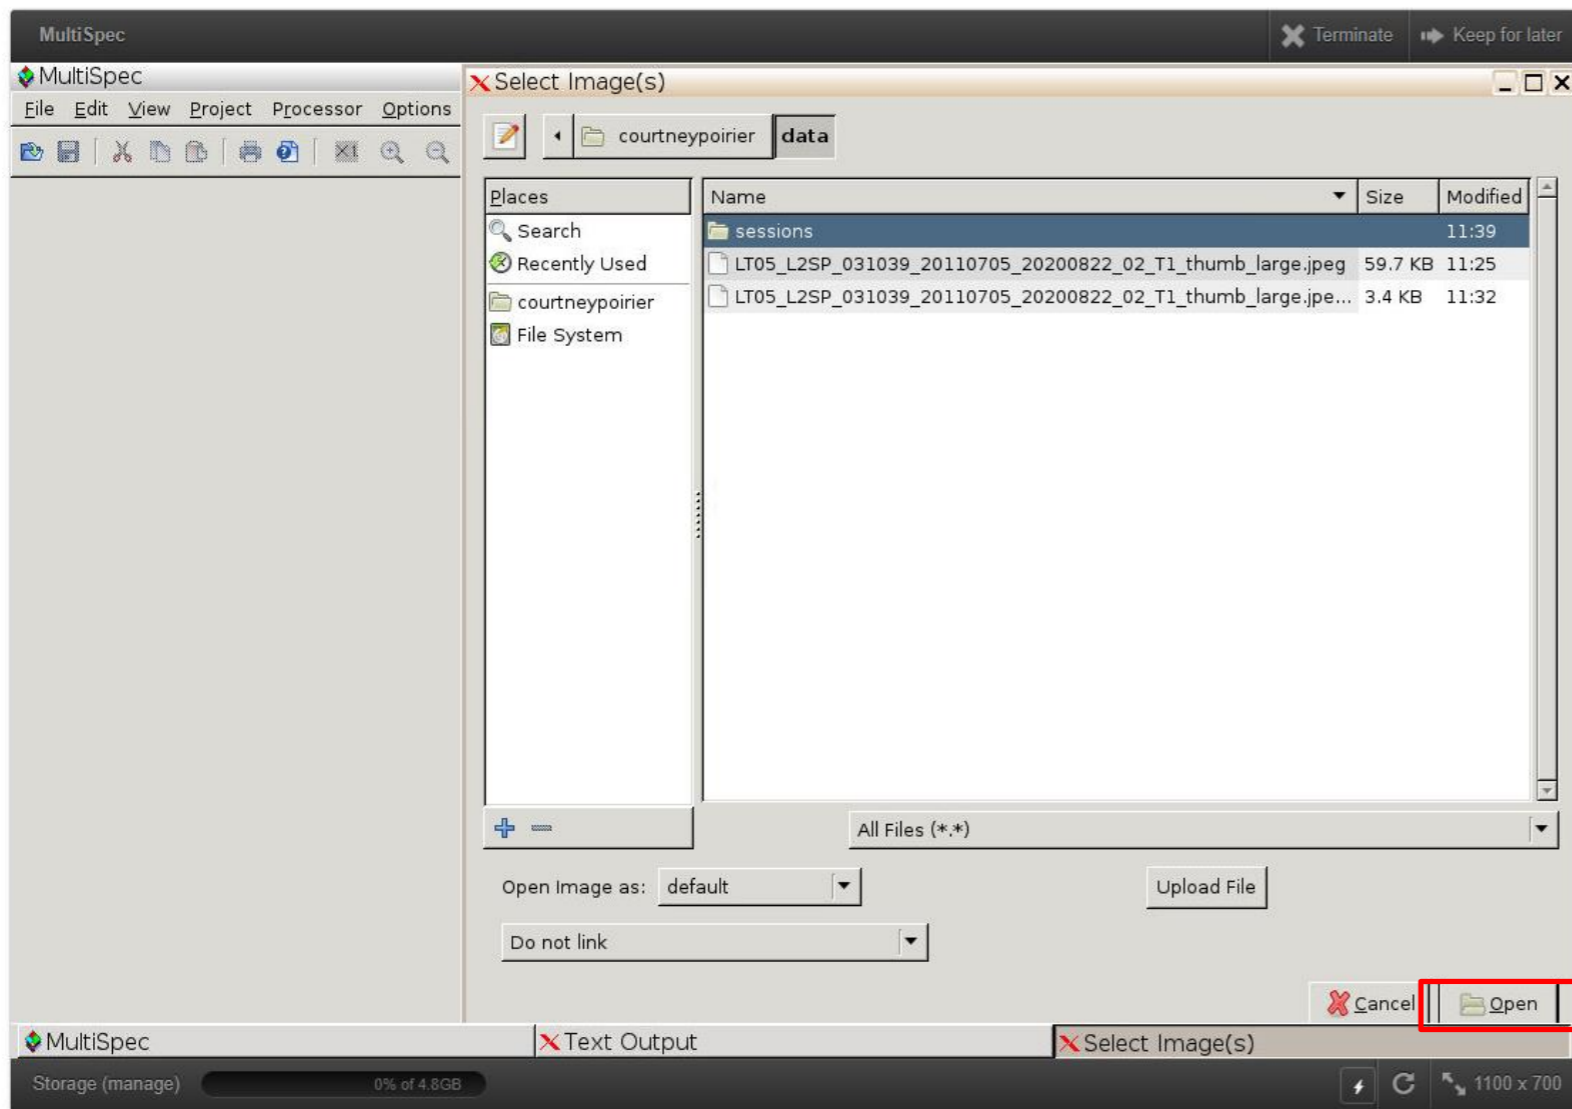 MultiSpec
Terminate
Keep for later
MultiSpec
File Edit View Project Processor Options
×1
Select Image(s)
courtneypoirier data
Places
Search
Recently Used
courtneypoirier
File System
Name Size Modified
sessions 11:39
LT05_L2SP_031039_20110705_20200822_02_T1_thumb_large.jpeg 59.7 KB 11:25
LT05_L2SP_031039_20110705_20200822_02_T1_thumb_large.jpe... 3.4 KB 11:32
All Files (*.*)
Open Image as: default
Upload File
Do not link
Cancel Open
MultiSpec
Text Output
Select Image(s)
Storage (manage) 0% of 4.8GB
1100 x 700